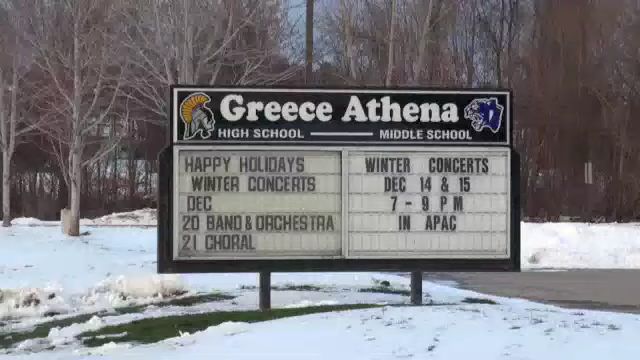 Greece Athena
HIGH SCHOOL — MIDDLE SCHOOL
HAPPY HOLIDAYS
WINTER CONCERTS
DEC
20 BAND & ORCHESTRA
21 CHORAL
WINTER CONCERTS
DEC 14 & 15
7 - 9 P M
IN APAC